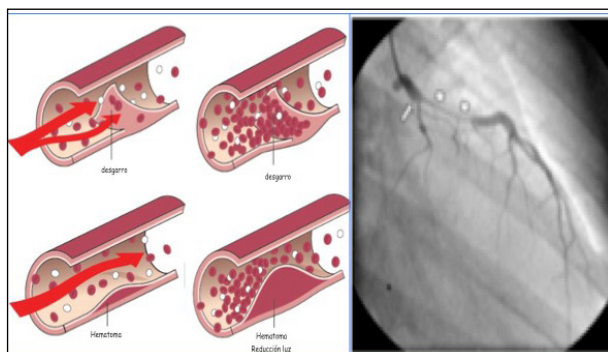 desgarro
desgarro
Hematoma
Hematoma
Reducción luz